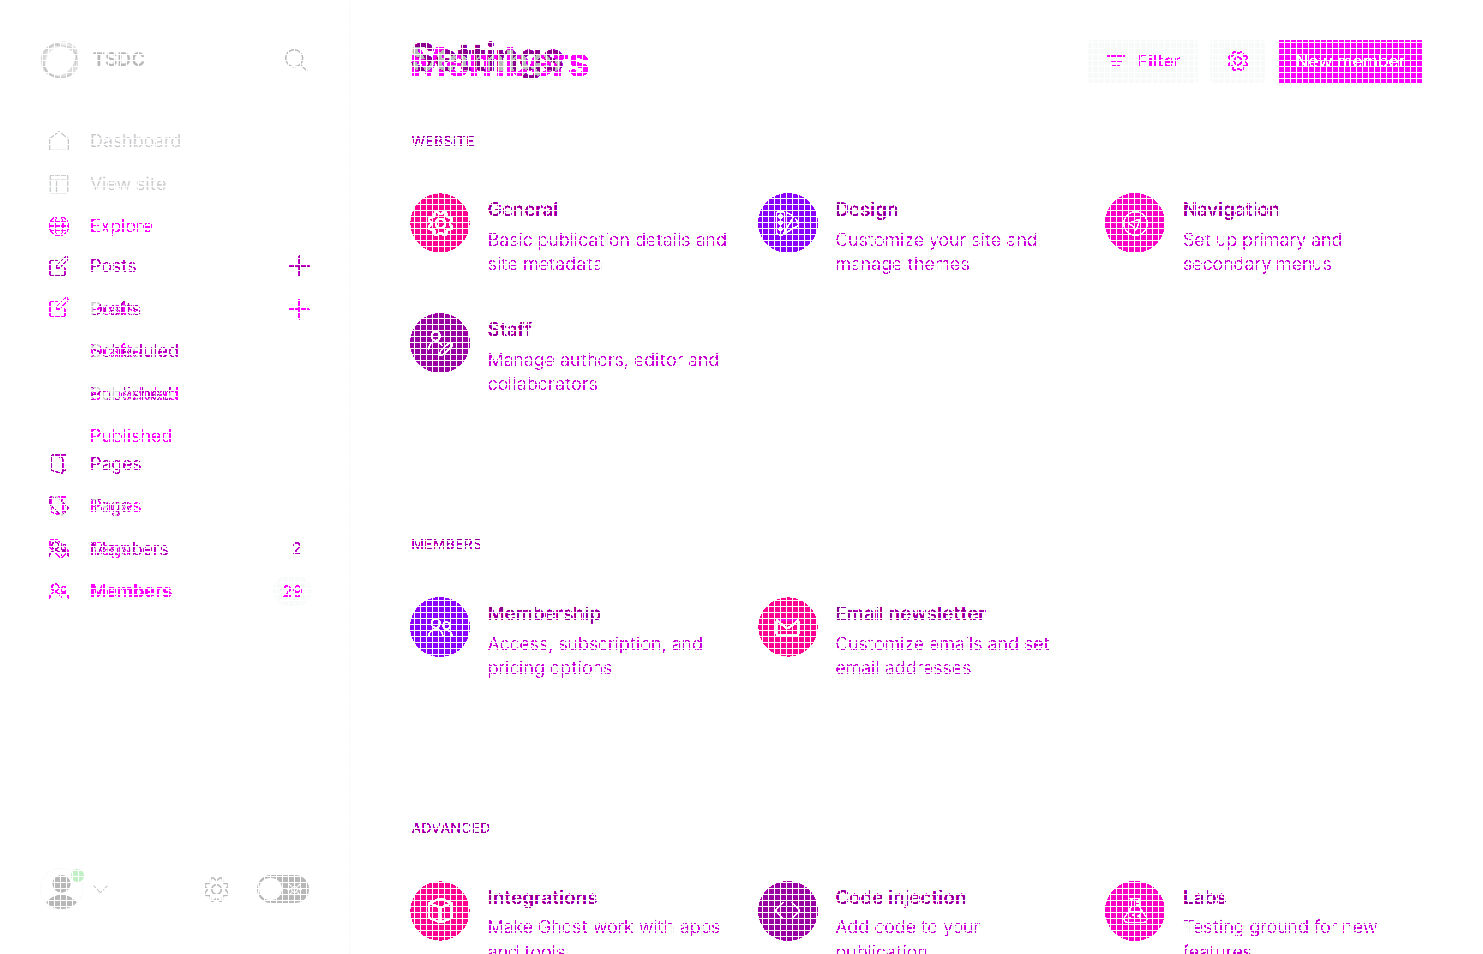 TSDC
Settings
Members
Filter
New member
Dashboard
View site
Explore
Posts
Posts
Drafts
Scheduled
Published
Published
Pages
Pages
Members 2
Members 29
WEBSITE
General
Basic publication details and
site metadata
Design
Customize your site and
manage themes
Navigation
Set up primary and
secondary menus
Staff
Manage authors, editor and
collaborators
MEMBERS
Membership
Access, subscription, and
pricing options
Email newsletter
Customize emails and set
email addresses
ADVANCED
Integrations
Make Ghost work with apps
and tools
Code injection
Add code to your
publication
Labs
Testing ground for new
features